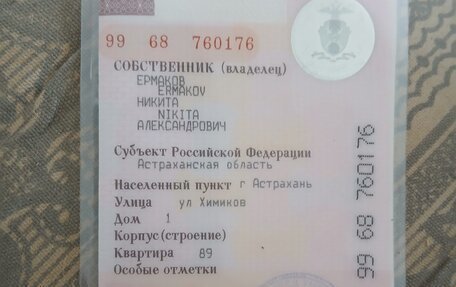 99 68 760176
СОБСТВЕННИК (владелец)
ЕРМАКОВ
ERMAKOV
НИКИТА
NIKITA
АЛЕКСАНДРОВИЧ
Субъект Российской Федерации
Астраханская область
Населенный пункт г Астрахань
Улица ул Химиков
Дом 1
Корпус(строение)
Квартира 89
Особые отметки
99 68 760176